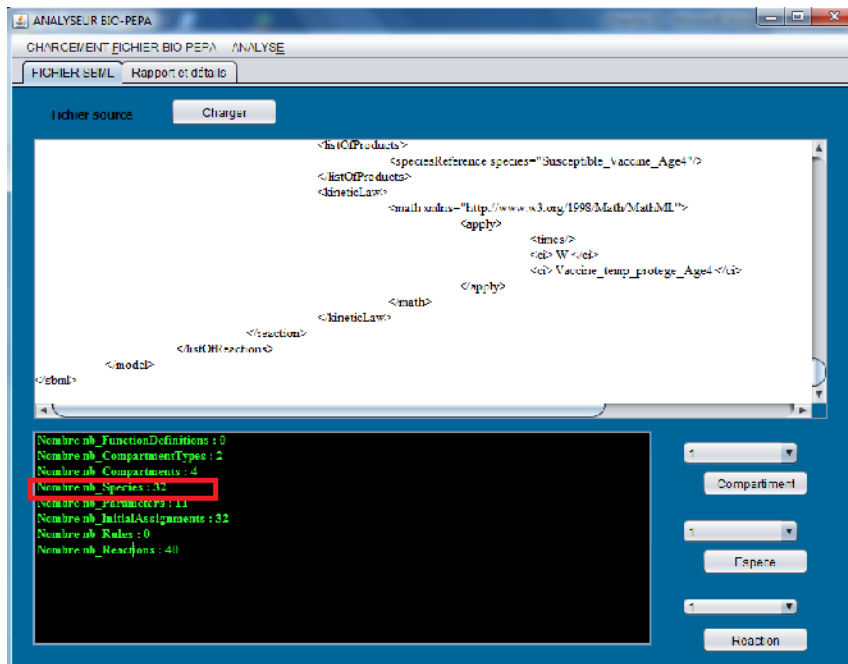 ANALYSEUR BIO-PEPA
CHARGEMENT FICHIER BIO PEPA ANALYSE
FICHIER SBML Rapport et détails
Fichier source Charger
<listOfProducts>
<speciesReference species="Susceptible_Vaccine_Age4"/>
</listOfProducts>
<kineticLaw>
<math xmlns="http://www.w3.org/1998/Math/MathML">
<apply>
<times/>
<ci> W </ci>
<ci> Vaccine_temp_protege_Age4 </ci>
</apply>
</math>
</kineticLaw>
</reaction>
</listOfReactions>
</model>
</sbml>
Nombre nb_FunctionDefinitions : 0
Nombre nb_CompartmentTypes : 2
Nombre nb_Compartments : 4
Nombre nb_Species : 32
Nombre nb_Parameters : 11
Nombre nb_InitialAssignments : 32
Nombre nb_Rules : 0
Nombre nb_Reactions : 40
1
Compartiment
1
Espece
1
Reaction